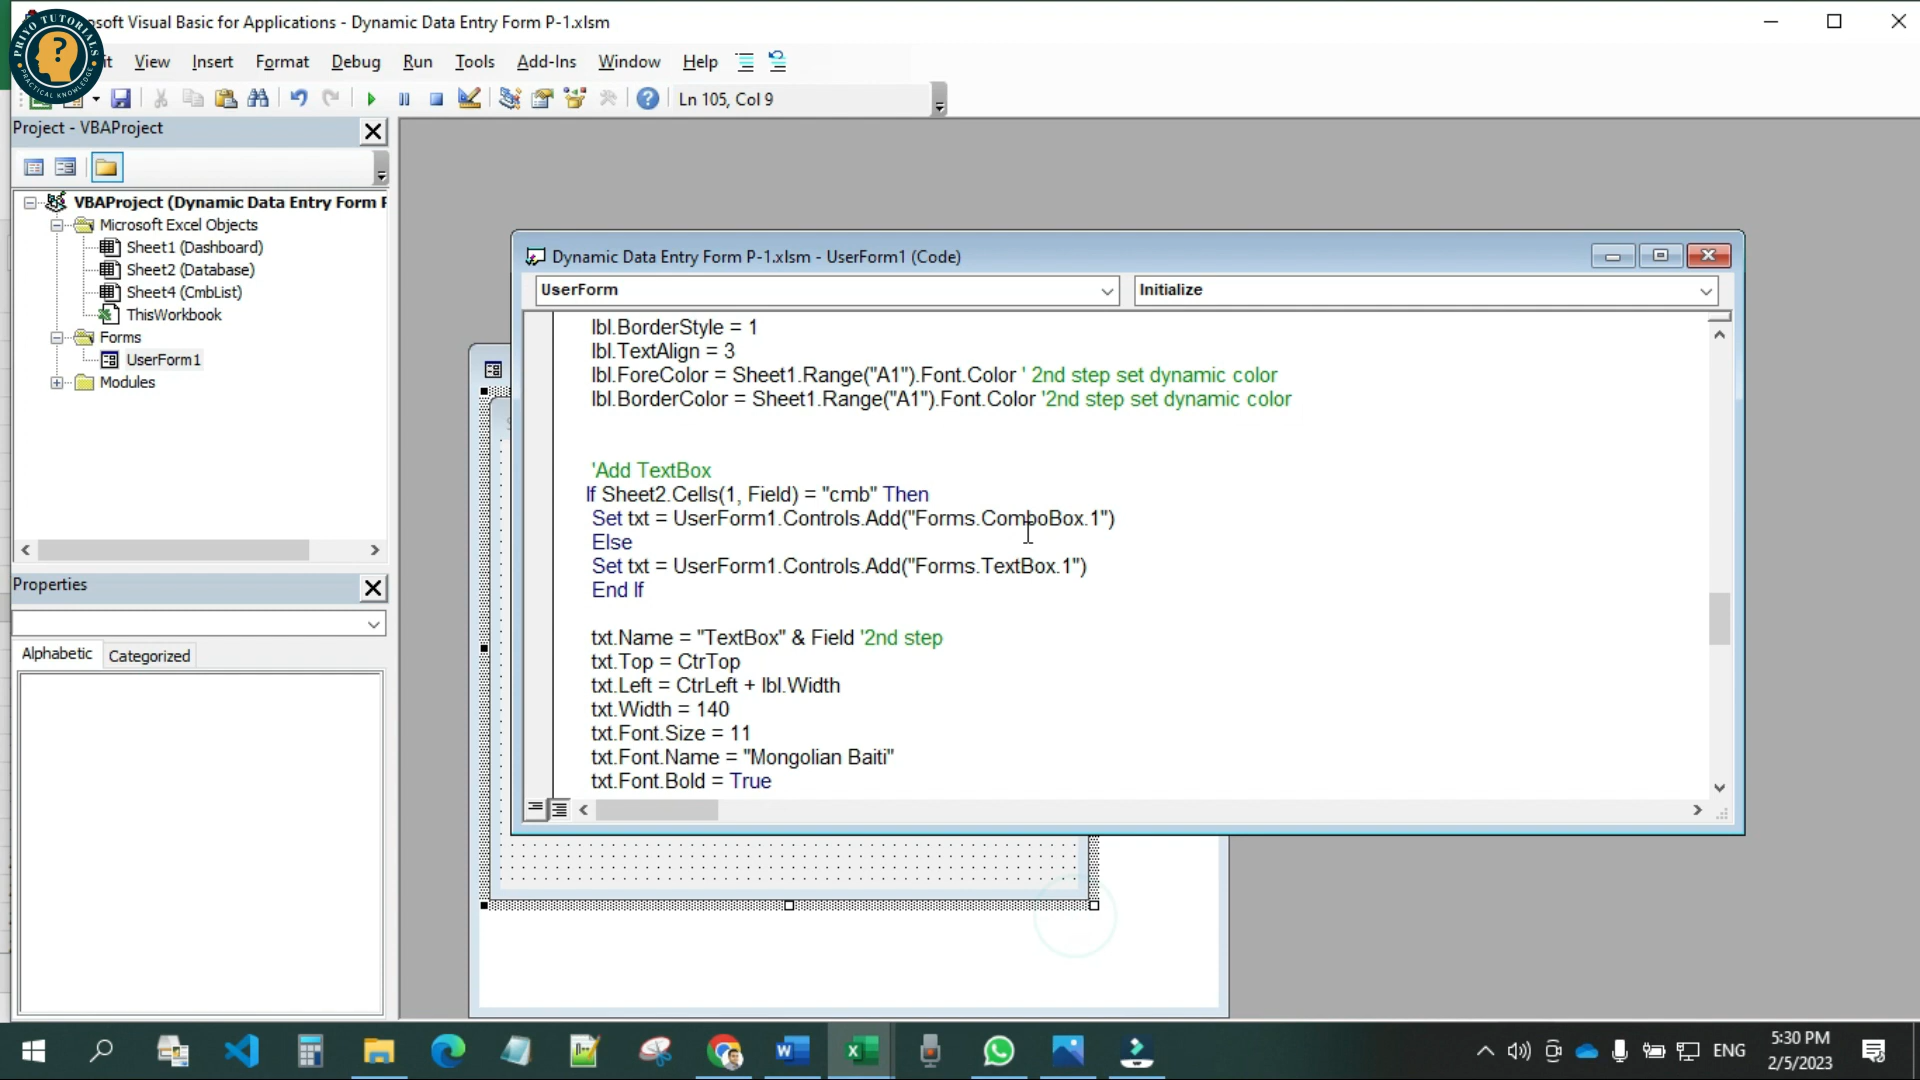 PRIYO TUTORIALS
?
PRACTICAL KNOWLEDGE
soft Visual Basic for Applications - Dynamic Data Entry Form P-1.xlsm
it View Insert Format Debug Run Tools Add-Ins Window Help
Ln 105, Col 9
Project - VBAProject
VBAProject (Dynamic Data Entry Form F
Microsoft Excel Objects
Sheet1 (Dashboard)
Sheet2 (Database)
Sheet4 (CmbList)
ThisWorkbook
Forms
UserForm1
Modules
Properties
Alphabetic Categorized
Dynamic Data Entry Form P-1.xlsm - UserForm1 (Code)
UserForm Initialize
lbl.BorderStyle = 1
lbl.TextAlign = 3
lbl.ForeColor = Sheet1.Range("A1").Font.Color ' 2nd step set dynamic color
lbl.BorderColor = Sheet1.Range("A1").Font.Color '2nd step set dynamic color
'Add TextBox
If Sheet2.Cells(1, Field) = "cmb" Then
Set txt = UserForm1.Controls.Add("Forms.ComboBox.1")
Else
Set txt = UserForm1.Controls.Add("Forms.TextBox.1")
End If
txt.Name = "TextBox" & Field '2nd step
txt.Top = CtrTop
txt.Left = CtrLeft + lbl.Width
txt.Width = 140
txt.Font.Size = 11
txt.Font.Name = "Mongolian Baiti"
txt.Font.Bold = True
ENG
5:30 PM
2/5/2023